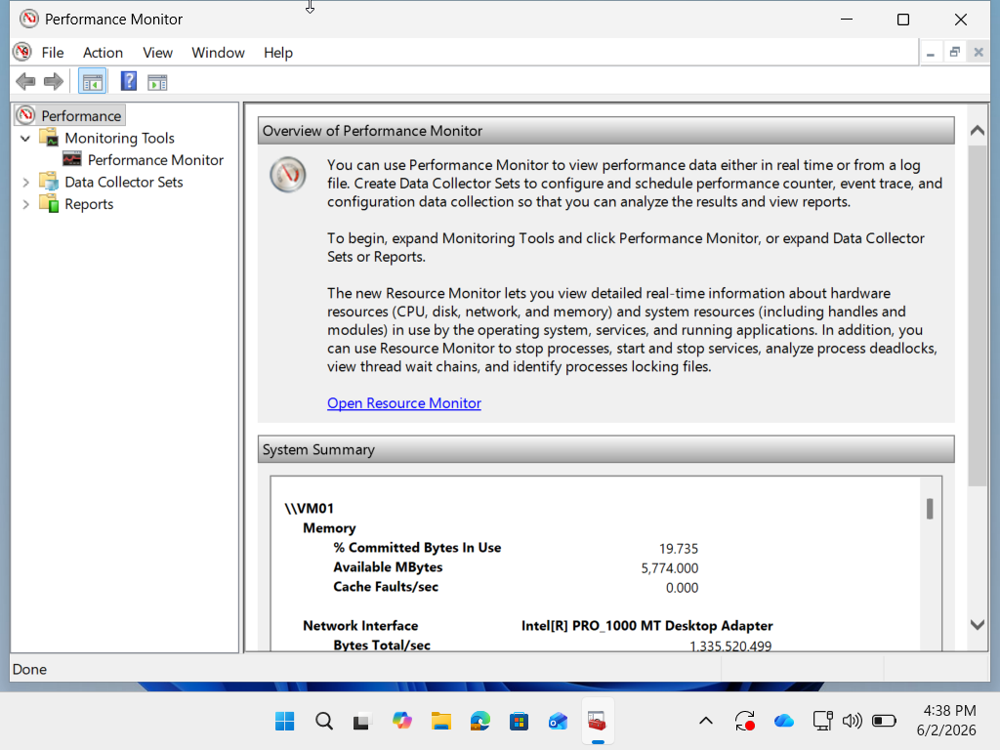 Performance Monitor
File Action View Window Help
Performance
Monitoring Tools
Performance Monitor
Data Collector Sets
Reports
Overview of Performance Monitor
You can use Performance Monitor to view performance data either in real time or from a log
file. Create Data Collector Sets to configure and schedule performance counter, event trace, and
configuration data collection so that you can analyze the results and view reports.
To begin, expand Monitoring Tools and click Performance Monitor, or expand Data Collector
Sets or Reports.
The new Resource Monitor lets you view detailed real-time information about hardware
resources (CPU, disk, network, and memory) and system resources (including handles and
modules) in use by the operating system, services, and running applications. In addition, you
can use Resource Monitor to stop processes, start and stop services, analyze process deadlocks,
view thread wait chains, and identify processes locking files.
Open Resource Monitor
System Summary
\\VM01
Memory
% Committed Bytes In Use 19.735
Available MBytes 5,774.000
Cache Faults/sec 0.000
Network Interface Intel[R] PRO_1000 MT Desktop Adapter
Bytes Total/sec 1,335,520.499
Done
4:38 PM
6/2/2026